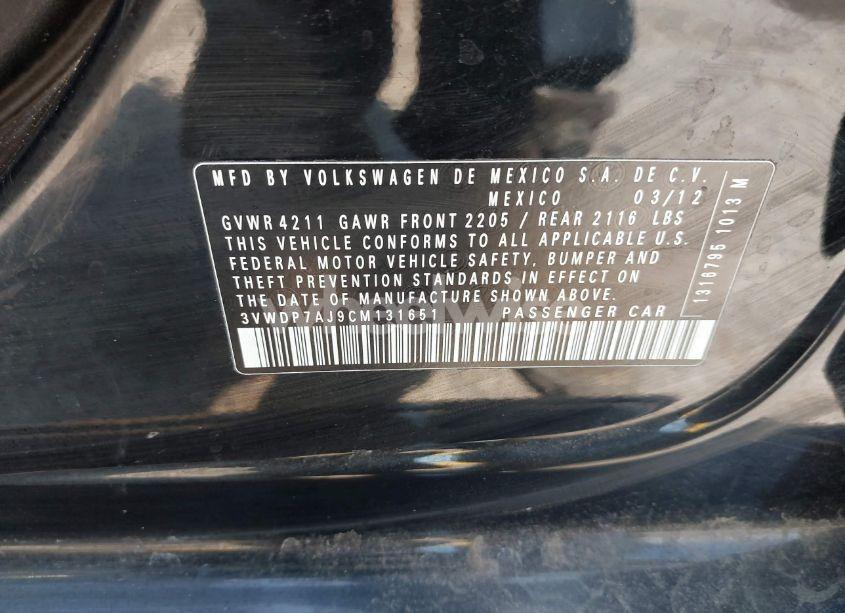 MFD BY VOLKSWAGEN DE MEXICO S.A. DE C.V.
MEXICO 03/12
GVWR 4211 GAWR FRONT 2205 / REAR 2116 LBS
THIS VEHICLE CONFORMS TO ALL APPLICABLE U.S.
FEDERAL MOTOR VEHICLE SAFETY, BUMPER AND
THEFT PREVENTION STANDARDS IN EFFECT ON
THE DATE OF MANUFACTURE SHOWN ABOVE.
3VWDP7AJ9CM131651 PASSENGER CAR
1316795 1013 M